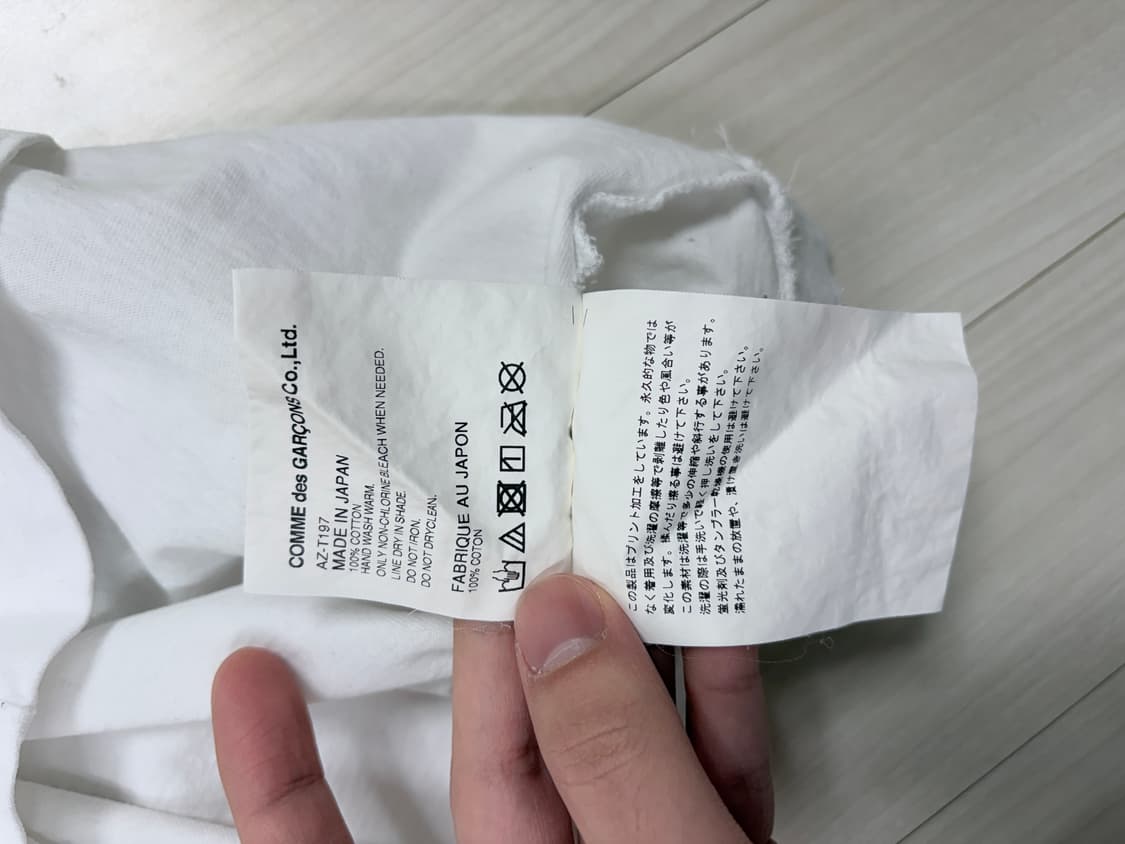 COMME des GARÇONS Co.,Ltd.
AZ-T197
MADE IN JAPAN
100% COTTON
HAND WASH WARM.
ONLY NON-CHLORINE BLEACH WHEN NEEDED.
LINE DRY IN SHADE.
DO NOT IRON.
DO NOT DRYCLEAN.
FABRIQUE AU JAPON
100% COTON
この製品はプリント加工をしています。永久的な物では
なく着用及び洗濯の摩擦等で剥離したり色や風合い等が
変化します。揉んだり擦る事は避けて下さい。
この素材は洗濯等で多少の伸縮や斜行する事があります。
洗濯の際は手洗いで軽く押し洗いをして下さい。
蛍光剤及びタンブラー乾燥機の使用は避けて下さい。
濡れたままの放置や、漬け置き洗いは避けて下さい。